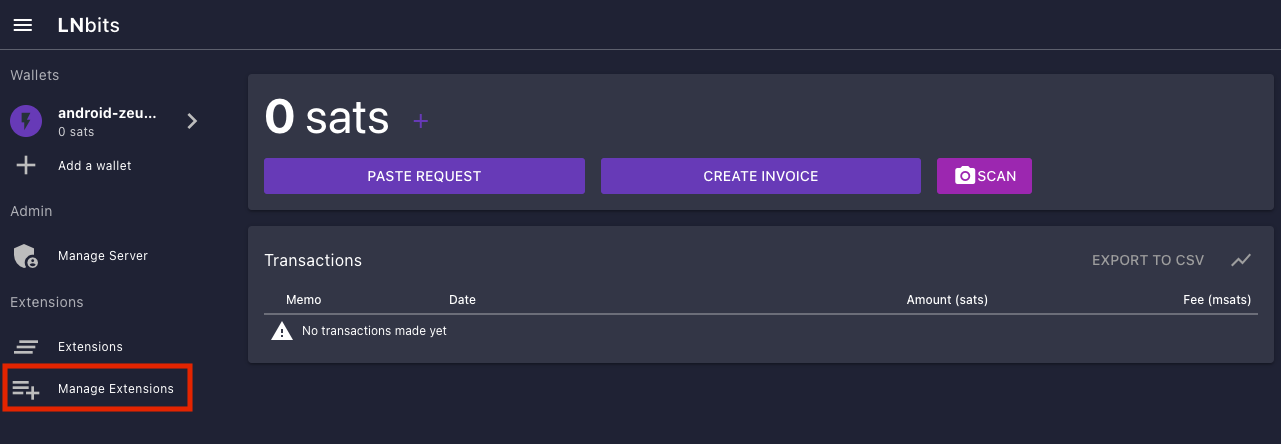 LNbits
Wallets
android-zeu...
0 sats
Add a wallet
Admin
Manage Server
Extensions
Extensions
Manage Extensions
0 sats +
PASTE REQUEST CREATE INVOICE SCAN
Transactions EXPORT TO CSV
Memo Date Amount (sats) Fee (msats)
No transactions made yet